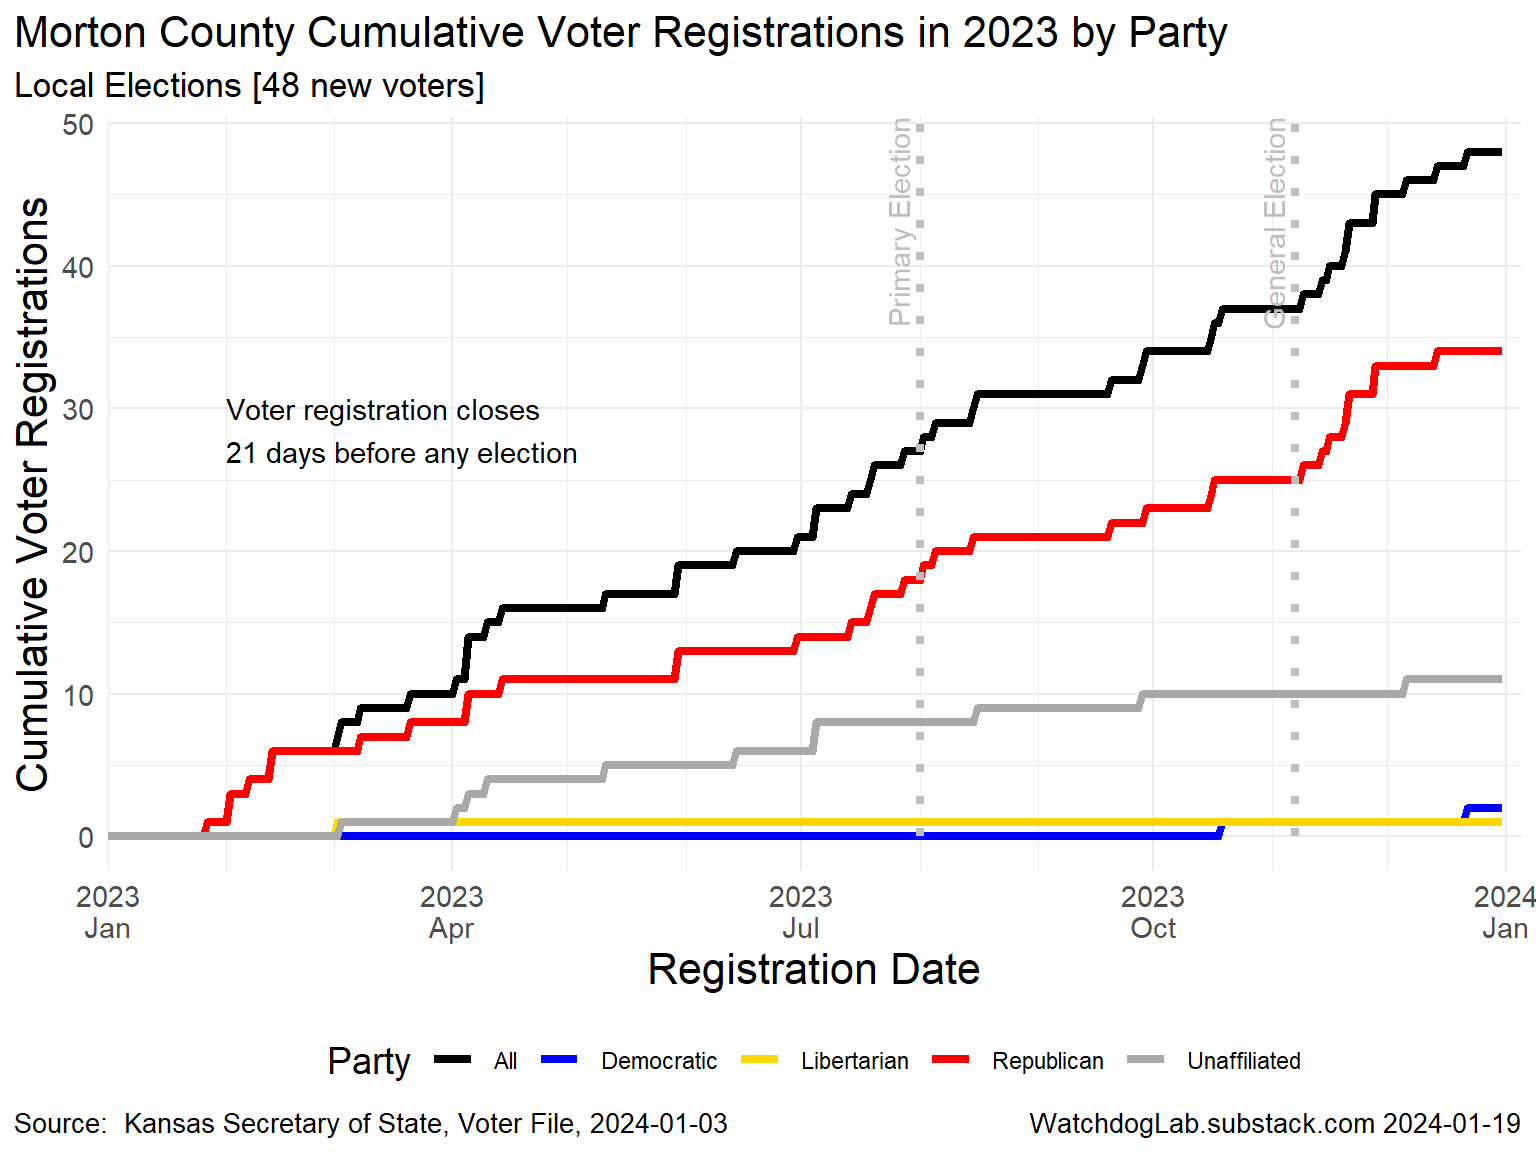 Morton County Cumulative Voter Registrations in 2023 by Party
Local Elections [48 new voters]
Cumulative Voter Registrations
50
40
30
20
10
0
Primary Election
General Election
Voter registration closes
21 days before any election
2023 2023 2023 2023 2024
Jan Apr Jul Oct Jan
Registration Date
Party All Democratic Libertarian Republican Unaffiliated
Source:  Kansas Secretary of State, Voter File, 2024-01-03
WatchdogLab.substack.com 2024-01-19